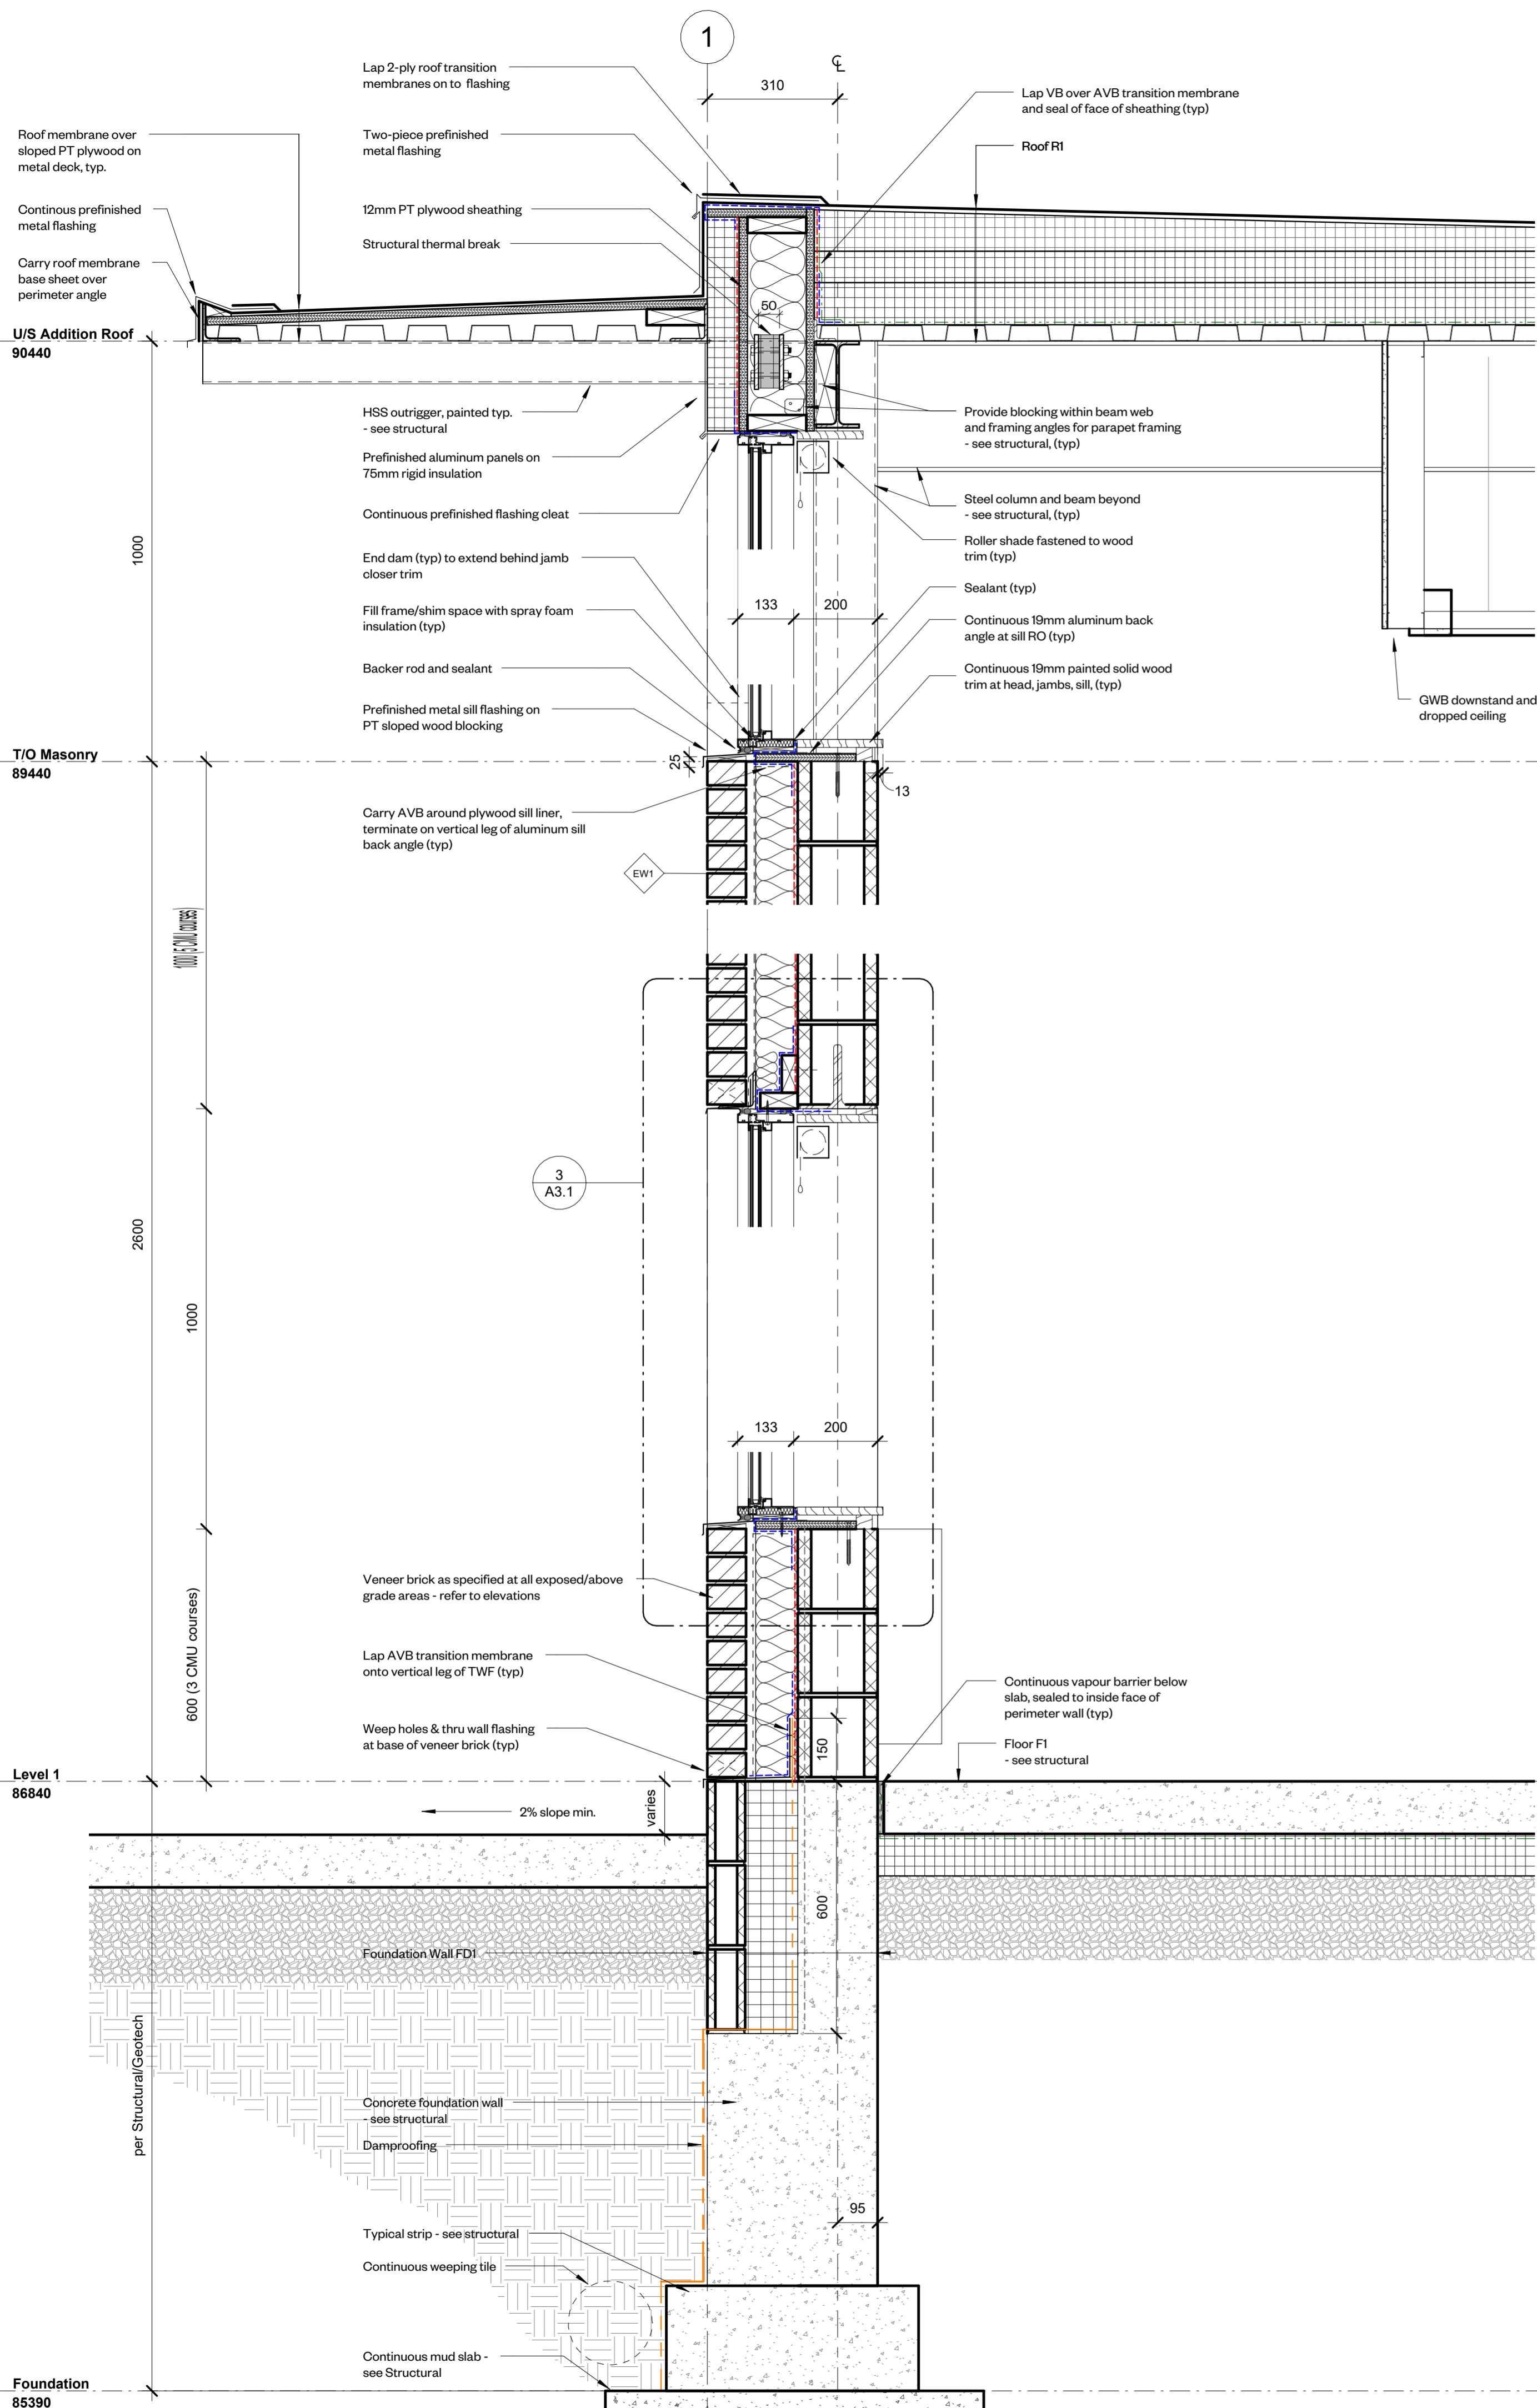 1
℄
310
Lap 2-ply roof transition
membranes on to flashing
Lap VB over AVB transition membrane
and seal of face of sheathing (typ)
Roof membrane over
sloped PT plywood on
metal deck, typ.
Two-piece prefinished
metal flashing
Roof R1
Continous prefinished
metal flashing
12mm PT plywood sheathing
Structural thermal break
Carry roof membrane
base sheet over
perimeter angle
50
U/S Addition Roof
90440
HSS outrigger, painted typ.
- see structural
Provide blocking within beam web
and framing angles for parapet framing
- see structural, (typ)
Prefinished aluminum panels on
75mm rigid insulation
Continuous prefinished flashing cleat
Steel column and beam beyond
- see structural, (typ)
Roller shade fastened to wood
trim (typ)
1000
End dam (typ) to extend behind jamb
closer trim
Sealant (typ)
133
200
Fill frame/shim space with spray foam
insulation (typ)
Continuous 19mm aluminum back
angle at sill RO (typ)
Backer rod and sealant
Continuous 19mm painted solid wood
trim at head, jambs, sill, (typ)
Prefinished metal sill flashing on
PT sloped wood blocking
GWB downstand and
dropped ceiling
T/O Masonry
89440
25
13
Carry AVB around plywood sill liner,
terminate on vertical leg of aluminum sill
back angle (typ)
EW1
1000 (5 CMU courses)
3
A3.1
2600
1000
133
200
Veneer brick as specified at all exposed/above
grade areas - refer to elevations
600 (3 CMU courses)
Lap AVB transition membrane
onto vertical leg of TWF (typ)
Continuous vapour barrier below
slab, sealed to inside face of
perimeter wall (typ)
Weep holes & thru wall flashing
at base of veneer brick (typ)
150
Floor F1
- see structural
Level 1
86840
2% slope min.
varies
600
Foundation Wall FD1
per Structural/Geotech
Concrete foundation wall
- see structural
Damproofing
95
Typical strip - see structural
Continuous weeping tile
Continuous mud slab -
see Structural
Foundation
85390